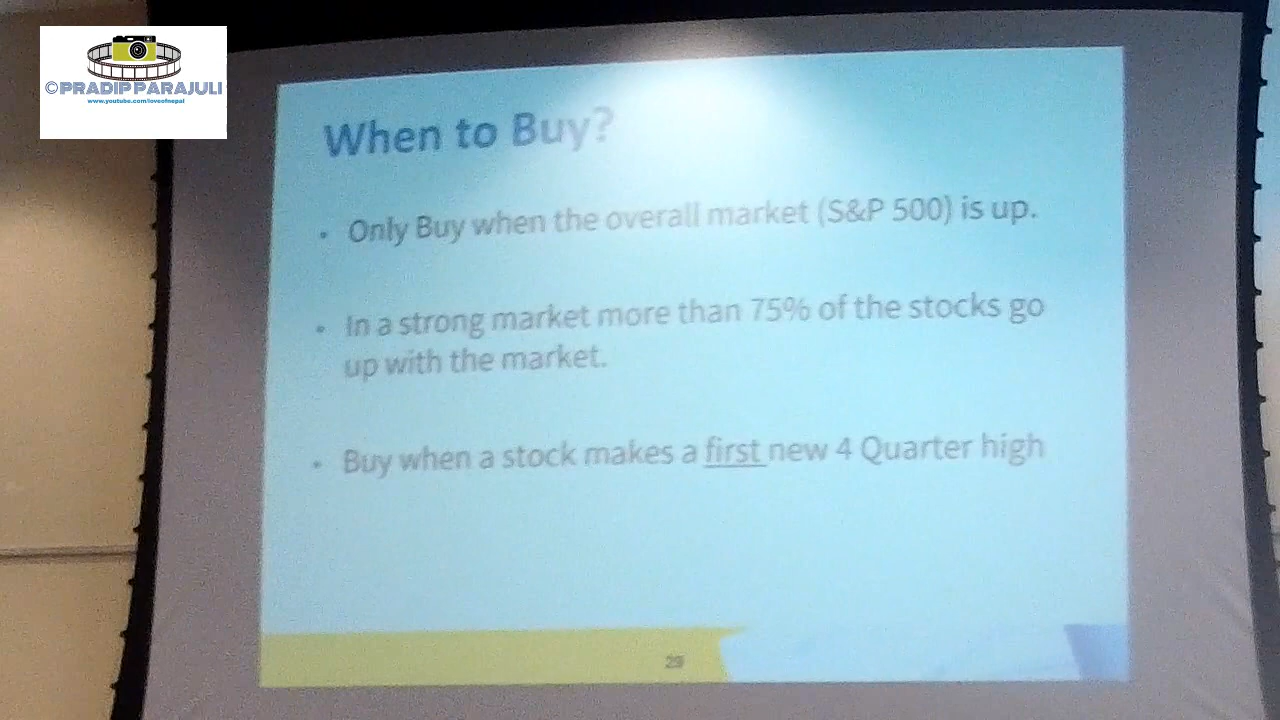 ©PRADIP PARAJULI
www.youtube.com/loveofnepal
When to Buy?
• Only Buy when the overall market (S&P 500) is up.
• In a strong market more than 75% of the stocks go
up with the market.
• Buy when a stock makes a first new 4 Quarter high
29